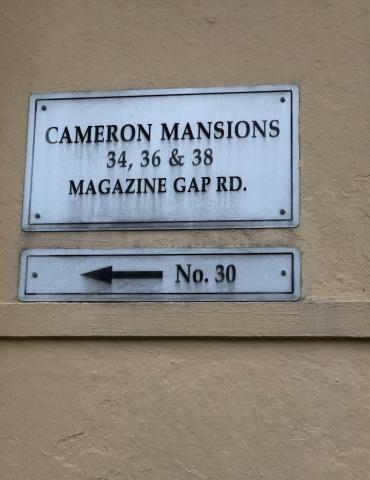 CAMERON MANSIONS
34, 36 & 38
MAGAZINE GAP RD.
No. 30